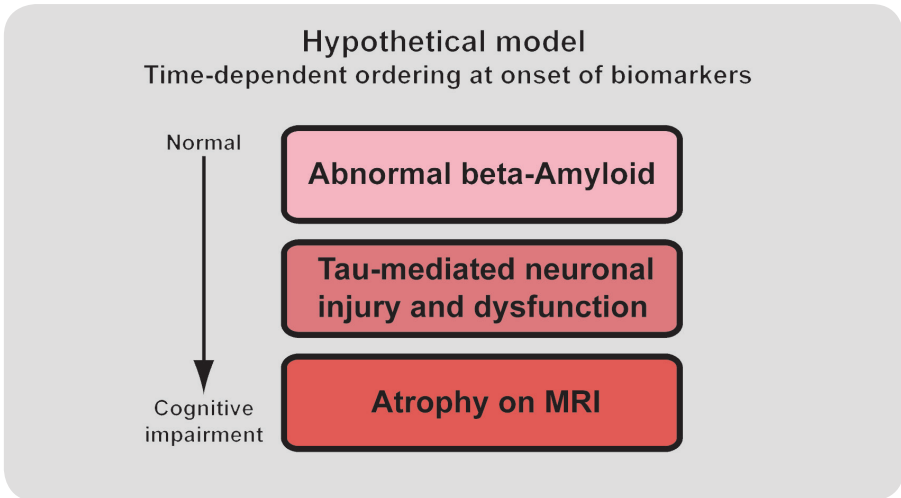 Hypothetical model
Time-dependent ordering at onset of biomarkers
Normal
Abnormal beta-Amyloid
Tau-mediated neuronal
injury and dysfunction
Atrophy on MRI
Cognitive
impairment